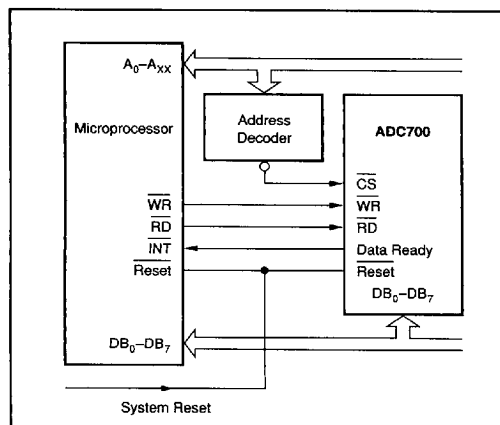 A0–AXX
Microprocessor
Address
Decoder
ADC700
CS
WR
WR
RD
RD
INT
Data Ready
Reset
Reset
DB0–DB7
DB0–DB7
System Reset